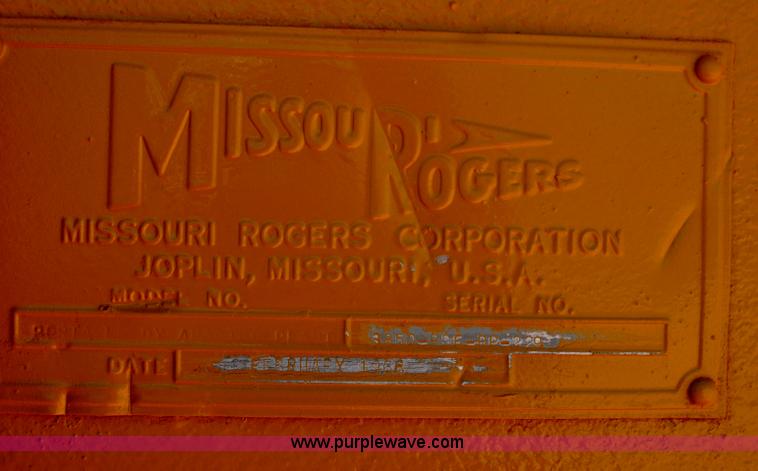 MISSOURI ROGERS
MISSOURI ROGERS CORPORATION
JOPLIN, MISSOURI, U.S.A.
MODEL NO. SERIAL NO.
DATE
www.purplewave.com